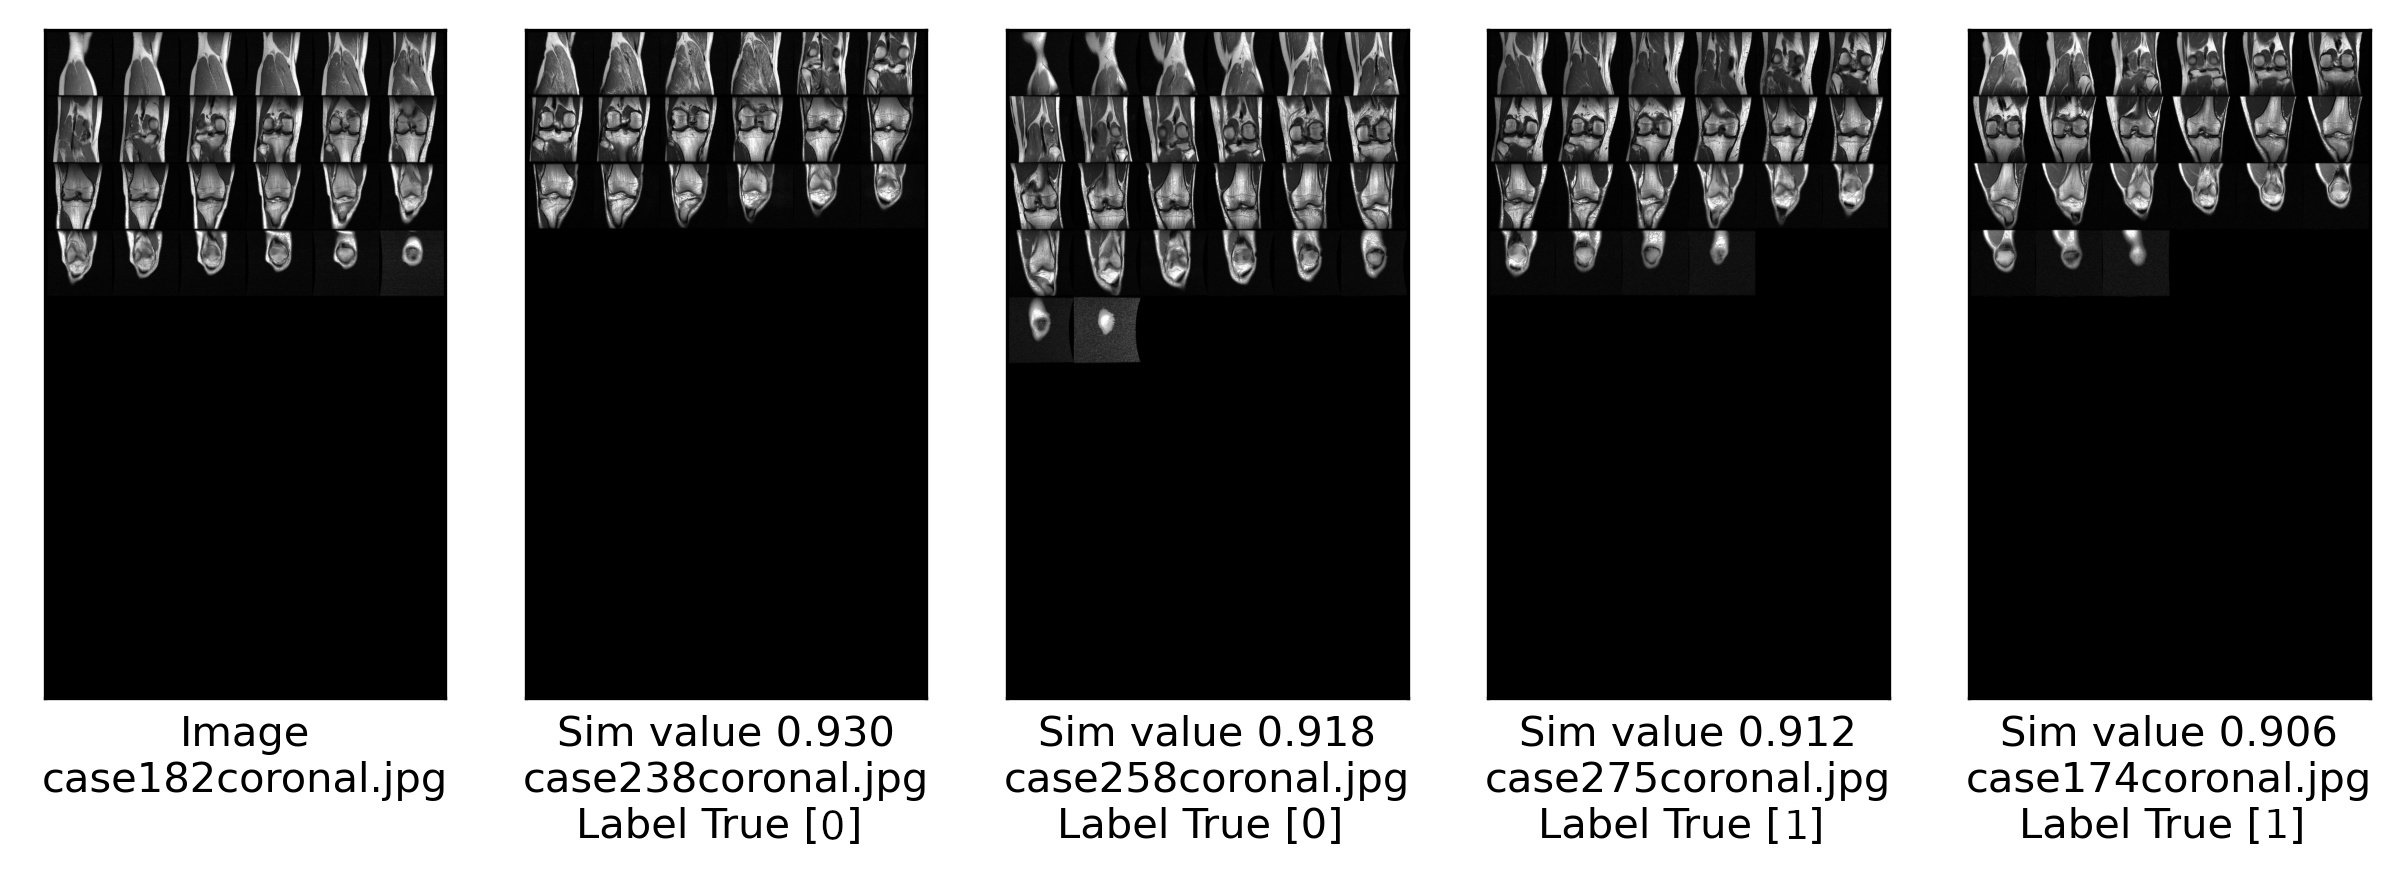 Image
case182coronal.jpg
Sim value 0.930
case238coronal.jpg
Label True [0]
Sim value 0.918
case258coronal.jpg
Label True [0]
Sim value 0.912
case275coronal.jpg
Label True [1]
Sim value 0.906
case174coronal.jpg
Label True [1]